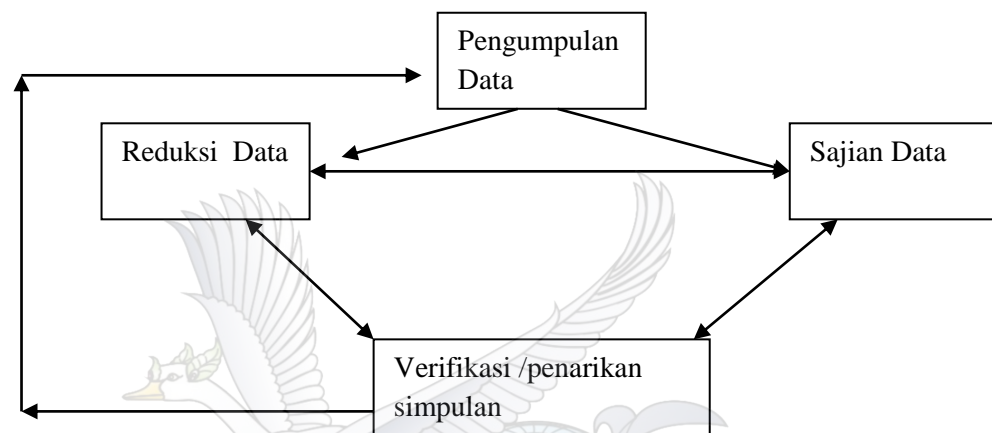 Pengumpulan
Data
Reduksi Data
Sajian Data
Verifikasi /penarikan
simpulan